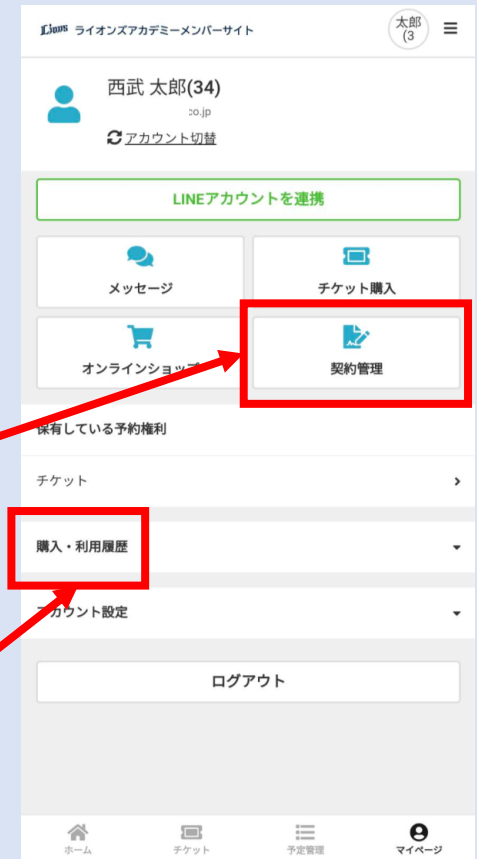 Lions ライオンズアカデミーメンバーサイト
太郎
(3
西武 太郎(34)
co.jp
アカウント切替
LINEアカウントを連携
メッセージ
チケット購入
オンラインショップ
契約管理
保有している予約権利
チケット
購入・利用履歴
アカウント設定
ログアウト
ホーム
チケット
予定管理
マイページ